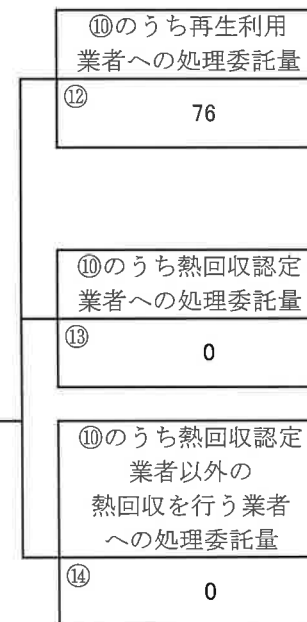 ⑩のうち再生利用
業者への処理委託量
⑫
76
⑩のうち熱回収認定
業者への処理委託量
⑬
0
⑩のうち熱回収認定
業者以外の
熱回収を行う業者
への処理委託量
⑭
0